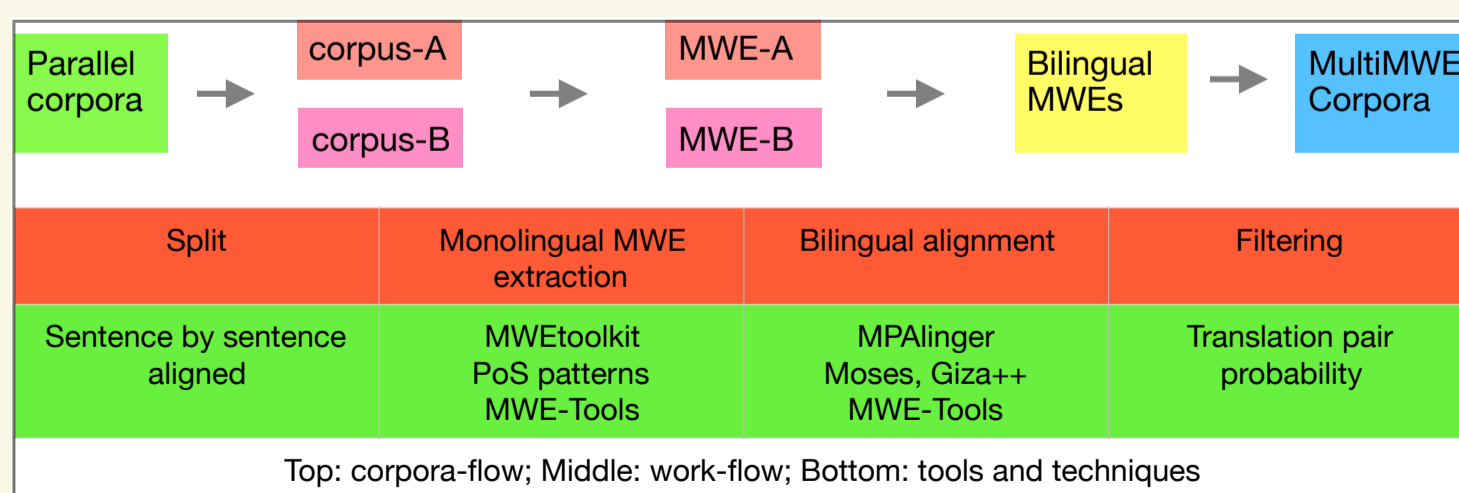 Parallel
corpora
corpus-A
corpus-B
MWE-A
MWE-B
Bilingual
MWEs
MultiMWE
Corpora
Split
Monolingual MWE
extraction
Bilingual alignment
Filtering
Sentence by sentence
aligned
MWEtoolkit
PoS patterns
MWE-Tools
MPAlinger
Moses, Giza++
MWE-Tools
Translation pair
probability
Top: corpora-flow; Middle: work-flow; Bottom: tools and techniques